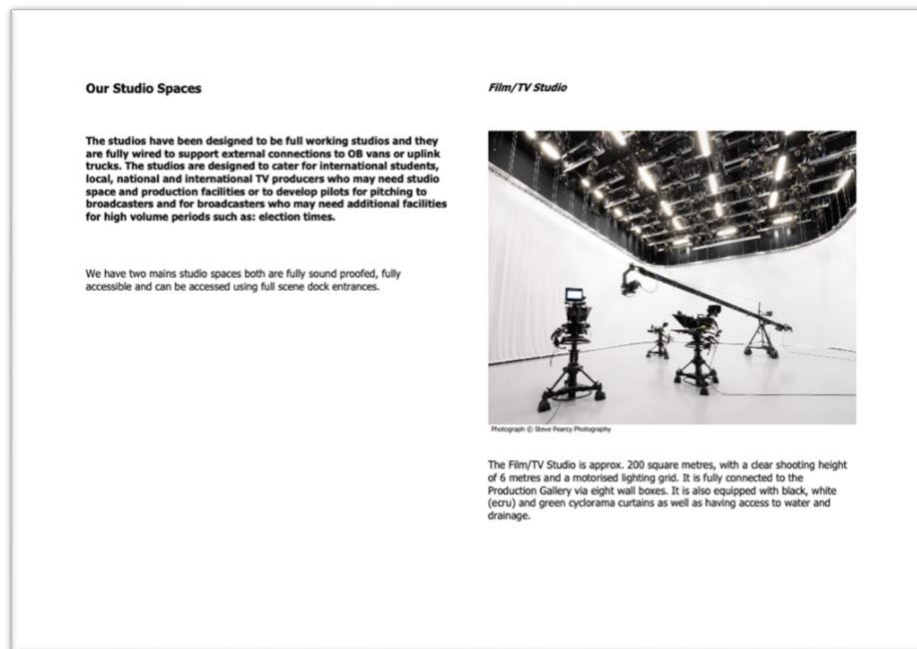 Our Studio Spaces
The studios have been designed to be full working studios and they
are fully wired to support external connections to OB vans or uplink
trucks. The studios are designed to cater for international students,
local, national and international TV producers who may need studio
space and production facilities or to develop pilots for pitching to
broadcasters and for broadcasters who may need additional facilities
for high volume periods such as: election times.
We have two mains studio spaces both are fully sound proofed, fully
accessible and can be accessed using full scene dock entrances.
Film/TV Studio
Photograph © Steve Pearcy Photography
The Film/TV Studio is approx. 200 square metres, with a clear shooting height
of 6 metres and a motorised lighting grid. It is fully connected to the
Production Gallery via eight wall boxes. It is also equipped with black, white
(ecru) and green cyclorama curtains as well as having access to water and
drainage.